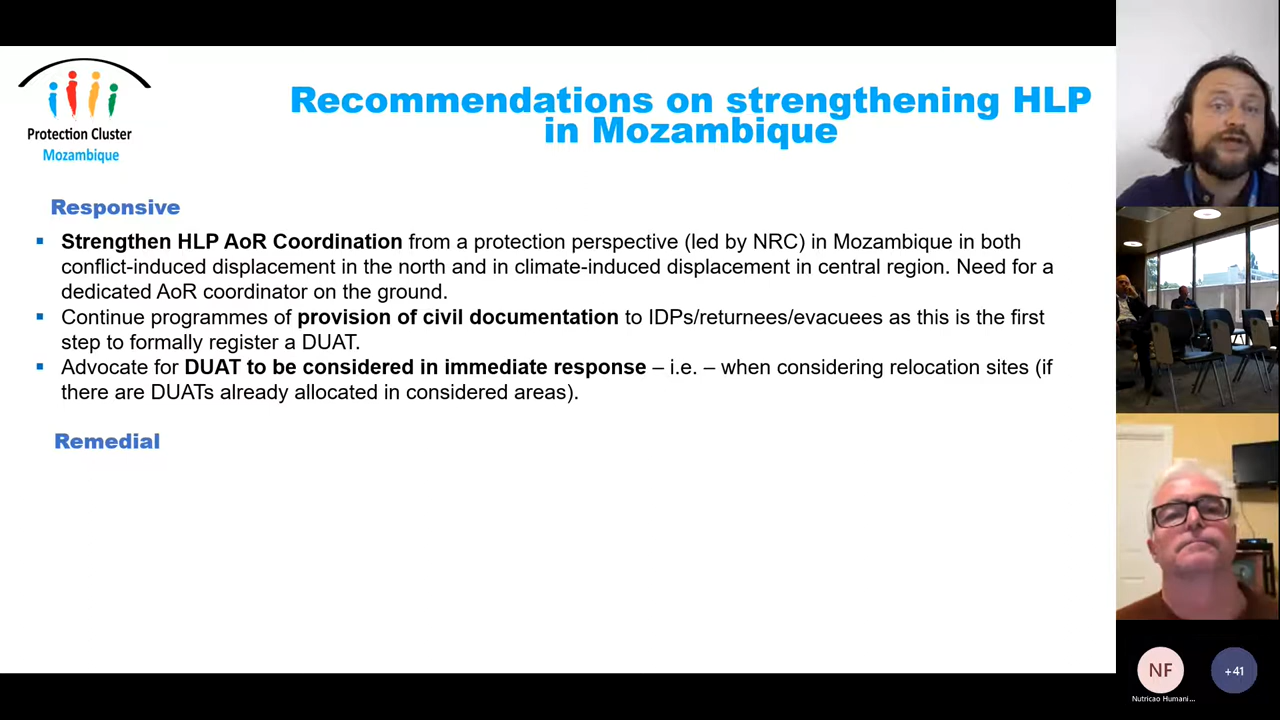 Protection Cluster
Mozambique
Recommendations on strengthening HLP
in Mozambique
Responsive
▪ Strengthen HLP AoR Coordination from a protection perspective (led by NRC) in Mozambique in both
conflict-induced displacement in the north and in climate-induced displacement in central region. Need for a
dedicated AoR coordinator on the ground.
▪ Continue programmes of provision of civil documentation to IDPs/returnees/evacuees as this is the first
step to formally register a DUAT.
▪ Advocate for DUAT to be considered in immediate response – i.e. – when considering relocation sites (if
there are DUATs already allocated in considered areas).
Remedial
NF
+41
Nutricao Humani...